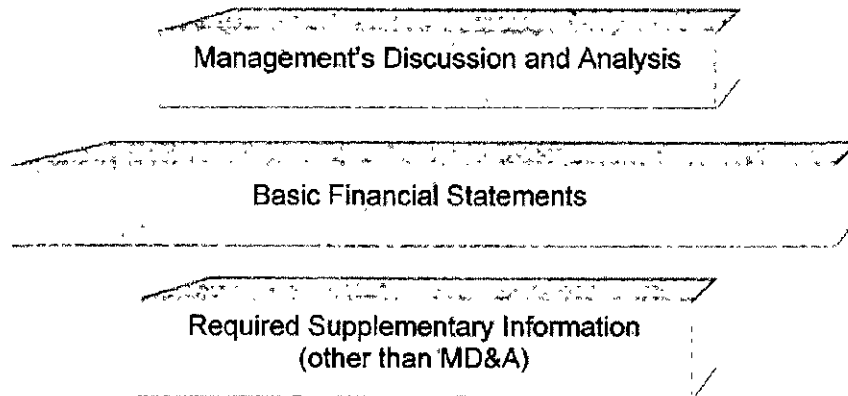 Management's Discussion and Analysis
Basic Financial Statements
Required Supplementary Information
(other than MD&A)